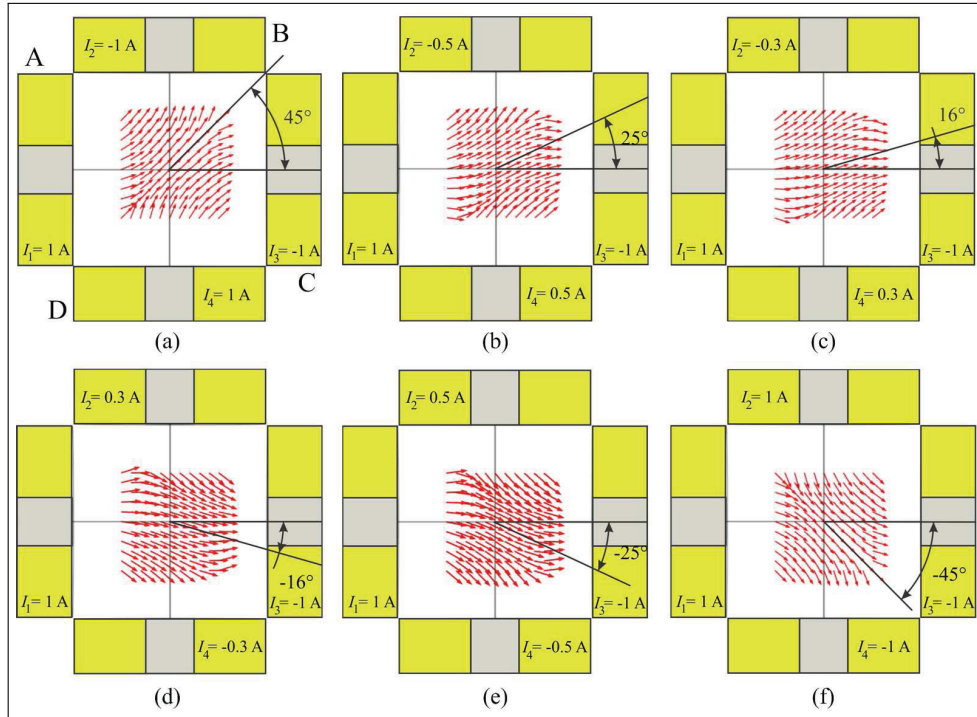 I2= -1 A
B
A
45°
I1= 1 A
I3= -1 A
C
D
I4= 1 A
(a)
I2= -0.5 A
25°
I1= 1 A
I3= -1 A
I4= 0.5 A
(b)
I2= -0.3 A
16°
I1= 1 A
I3= -1 A
I4= 0.3 A
(c)
I2= 0.3 A
-16°
I1= 1 A
I3= -1 A
I4= -0.3 A
(d)
I2= 0.5 A
-25°
I1= 1 A
I3= -1 A
I4= -0.5 A
(e)
I2= 1 A
-45°
I1= 1 A
I3= -1 A
I4= -1 A
(f)